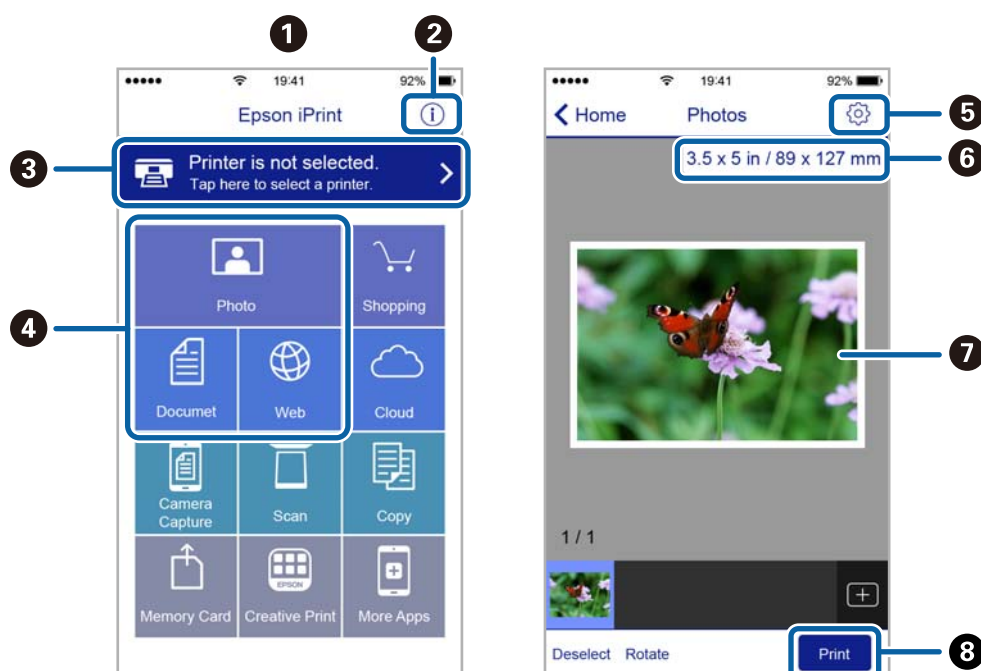 1
2
19:41 92%
Epson iPrint
3
Printer is not selected.
Tap here to select a printer.
4
Photo
Shopping
Documet
Web
Cloud
Camera
Capture
Scan
Copy
EPSON
Memory Card
Creative Print
More Apps
19:41 92%
Home
Photos
5
3.5 x 5 in / 89 x 127 mm
6
7
1 / 1
Deselect
Rotate
Print
8